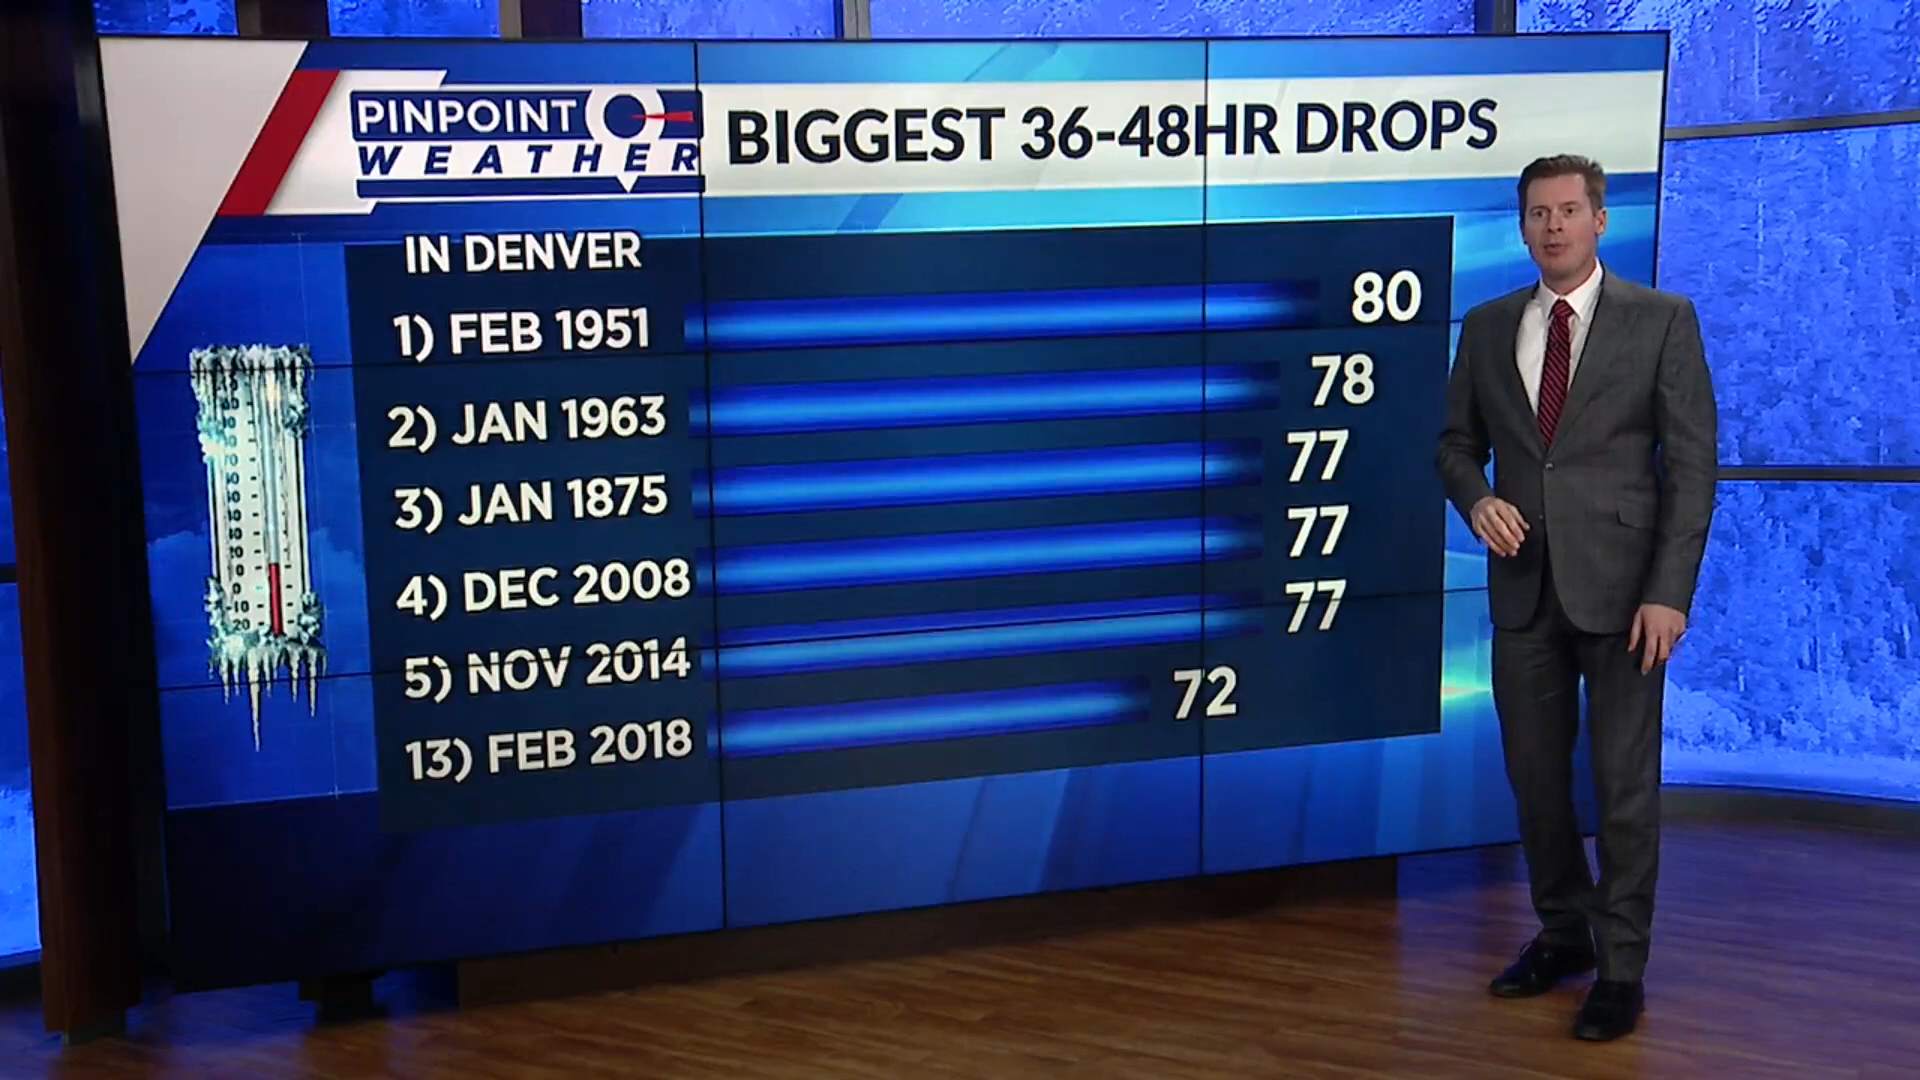 PINPOINT
WEATHER
BIGGEST 36-48HR DROPS
IN DENVER
1) FEB 1951 80
2) JAN 1963 78
3) JAN 1875 77
4) DEC 2008 77
5) NOV 2014 77
13) FEB 2018 72